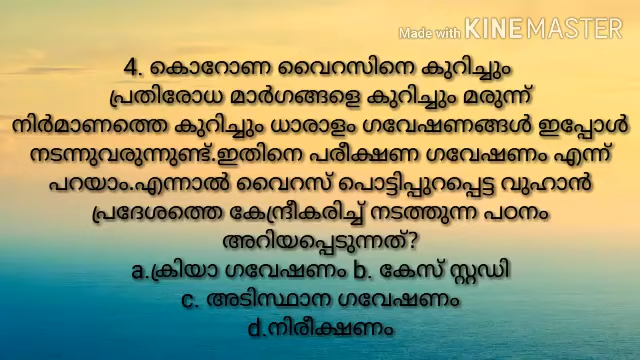 Made with KINEMASTER
4. കൊറോണ വൈറസിനെ കുറിച്ചും
പ്രതിരോധ മാർഗങ്ങളെ കുറിച്ചും മരുന്ന്
നിർമാണത്തെ കുറിച്ചും ധാരാളം ഗവേഷണങ്ങൾ ഇപ്പോൾ
നടന്നുവരുന്നുണ്ട്.ഇതിനെ പരീക്ഷണ ഗവേഷണം എന്ന്
പറയാം.എന്നാൽ വൈറസ് പൊട്ടിപ്പുറപ്പെട്ട വുഹാൻ
പ്രദേശത്തെ കേന്ദ്രീകരിച്ച് നടത്തുന്ന പഠനം
അറിയപ്പെടുന്നത്?
a.ക്രിയാ ഗവേഷണം b. കേസ് സ്റ്റഡി
c. അടിസ്ഥാന ഗവേഷണം
d.നിരീക്ഷണം